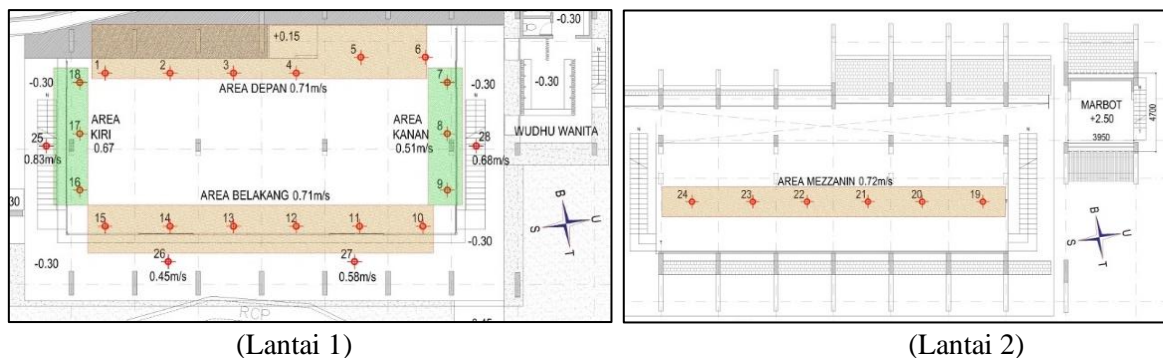 -0.30
+0.15
5
6
1
2
3
4
18
7
-0.30
-0.30
AREA DEPAN 0.71m/s
-0.30
AREA
KIRI
0.67
AREA
KANAN
0.51m/s
17
8
25
0.83m/s
28
0.68m/s
WUDHU WANITA
16
9
AREA BELAKANG 0.71m/s
30
15
14
13
12
11
10
-0.30
-0.30
26
0.45m/s
27
0.58m/s
B
U
S
T
RCP
(Lantai 1)
MARBOT
+2.50
3950
4700
AREA MEZZANIN 0.72m/s
24
23
22
21
20
19
B
U
S
T
(Lantai 2)